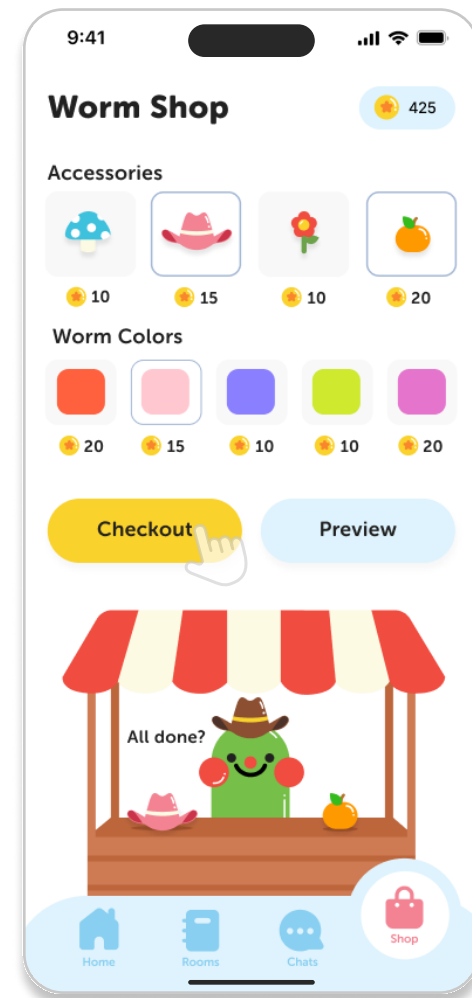 9:41
Worm Shop
425
Accessories
10 15 10 20
Worm Colors
20 15 10 10 20
Checkout Preview
All done?
Home Rooms Chats Shop